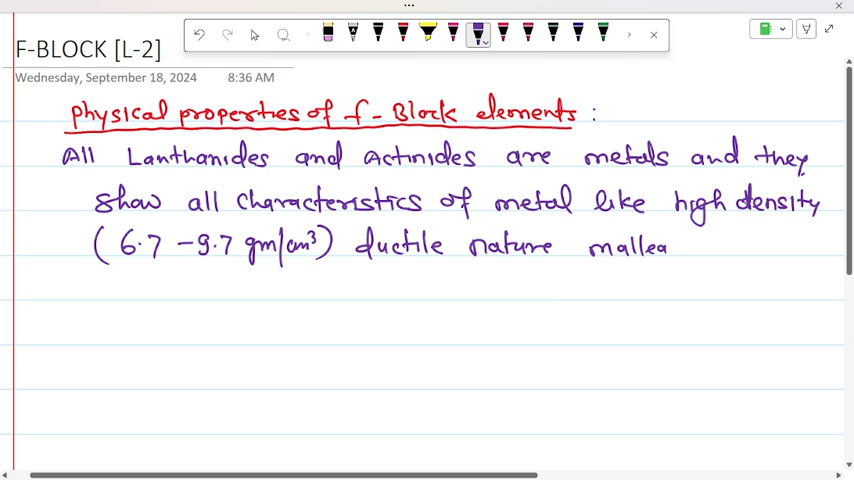 F-BLOCK [L-2]
Wednesday, September 18, 2024 8:36 AM
Physical properties of f-Block elements :
All Lanthanides and Actinides are metals and they
show all characteristics of metal like high density
( 6.7 - 9.7 gm/cm³) ductile nature mallea